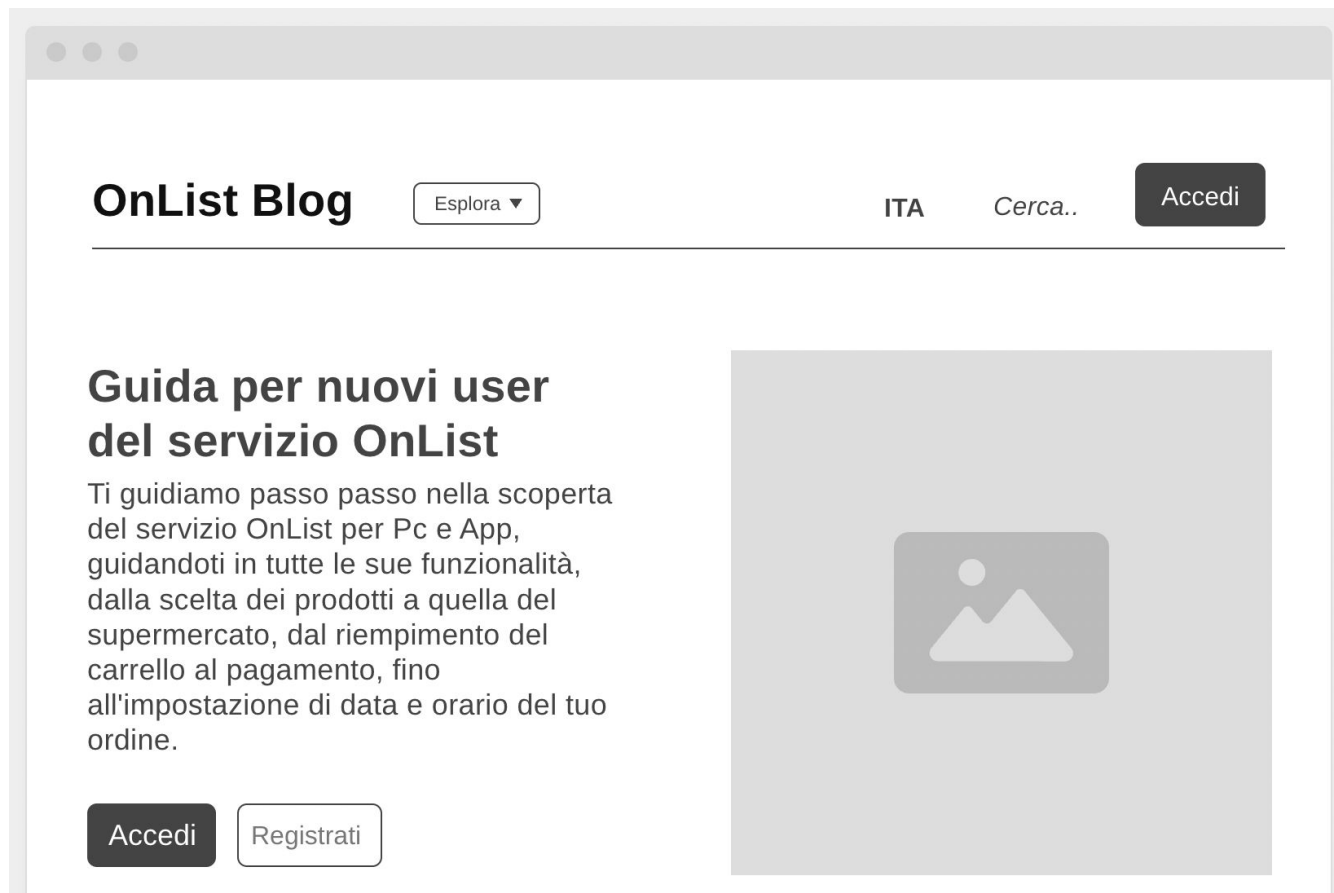 OnList Blog
Esplora
ITA
Cerca..
Accedi
Guida per nuovi user
del servizio OnList
Ti guidiamo passo passo nella scoperta
del servizio OnList per Pc e App,
guidandoti in tutte le sue funzionalità,
dalla scelta dei prodotti a quella del
supermercato, dal riempimento del
carrello al pagamento, fino
all'impostazione di data e orario del tuo
ordine.
Accedi
Registrati